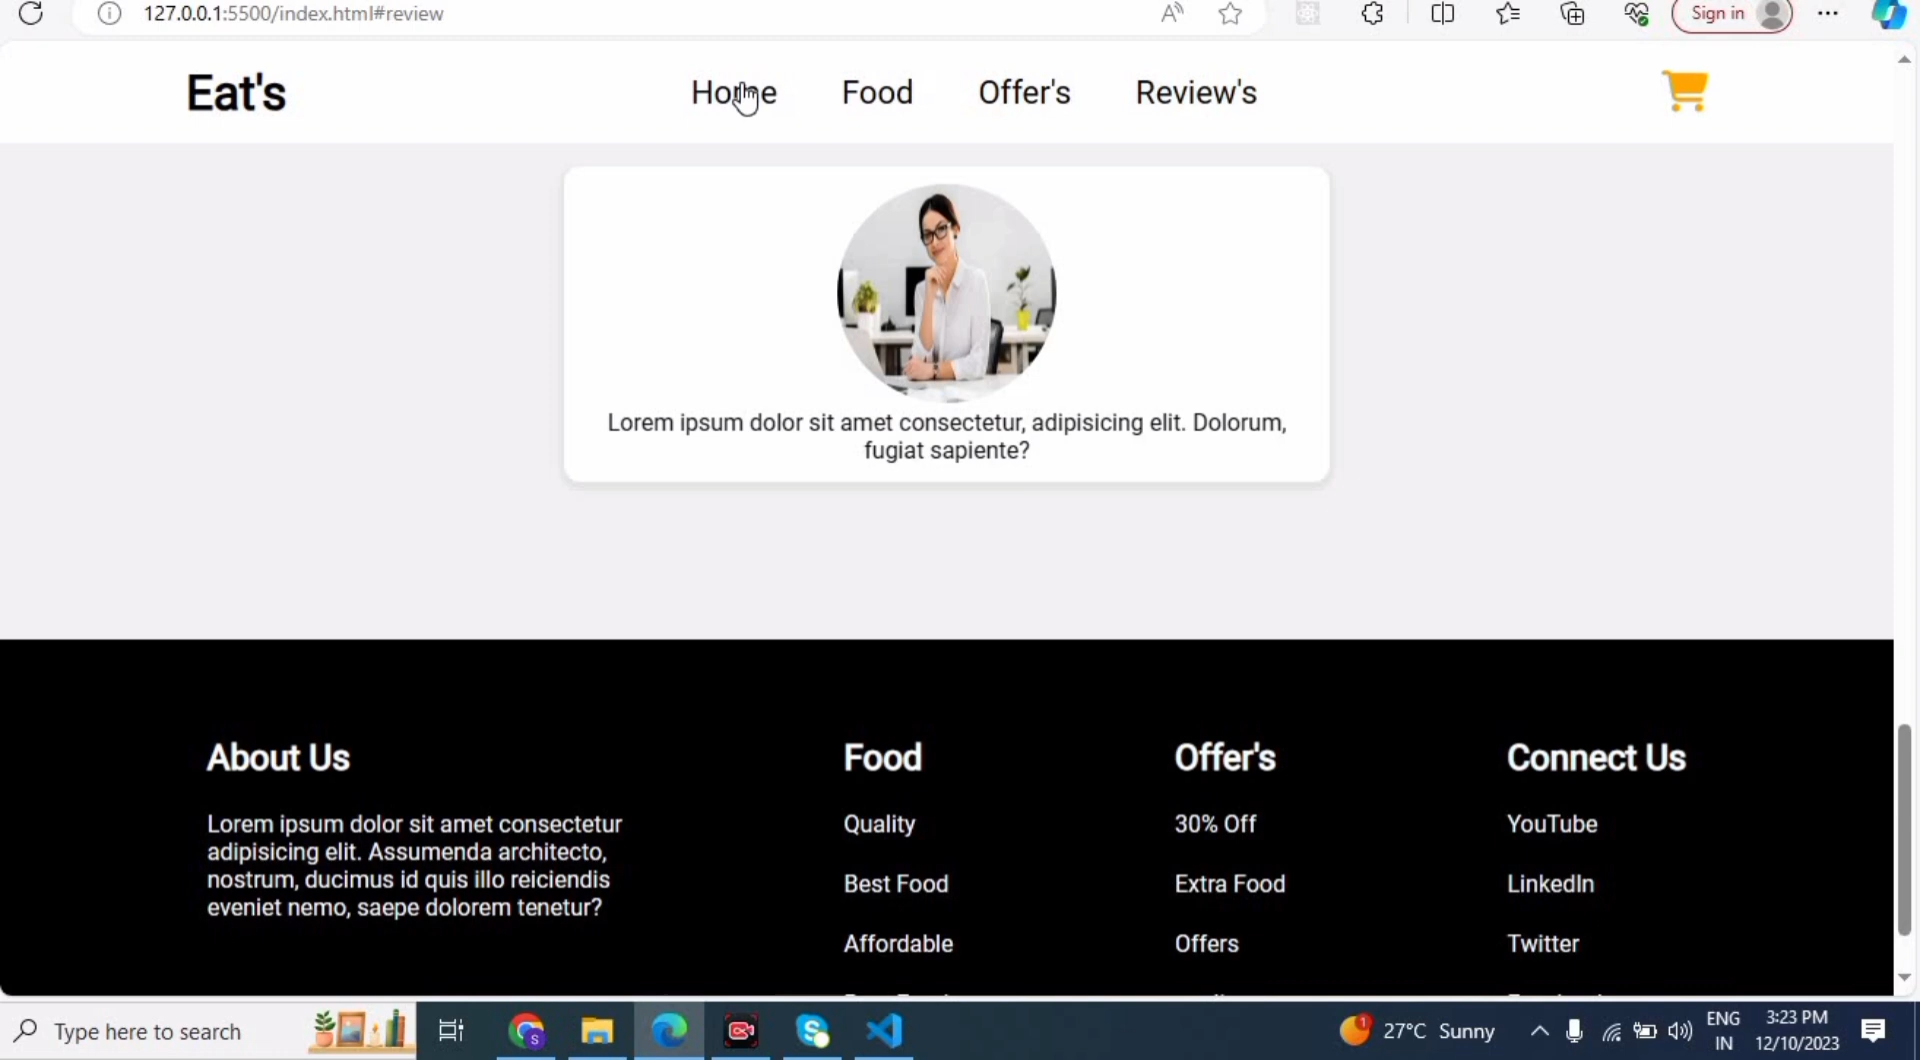 127.0.0.1:5500/index.html#review
Sign in
Eat's
Home
Food
Offer's
Review's
Lorem ipsum dolor sit amet consectetur, adipisicing elit. Dolorum,
fugiat sapiente?
About Us
Lorem ipsum dolor sit amet consectetur
adipisicing elit. Assumenda architecto,
nostrum, ducimus id quis illo reiciendis
eveniet nemo, saepe dolorem tenetur?
Food
Quality
Best Food
Affordable
Offer's
30% Off
Extra Food
Offers
Connect Us
YouTube
LinkedIn
Twitter
Type here to search
S
1
27°C Sunny
ENG
IN
3:23 PM
12/10/2023